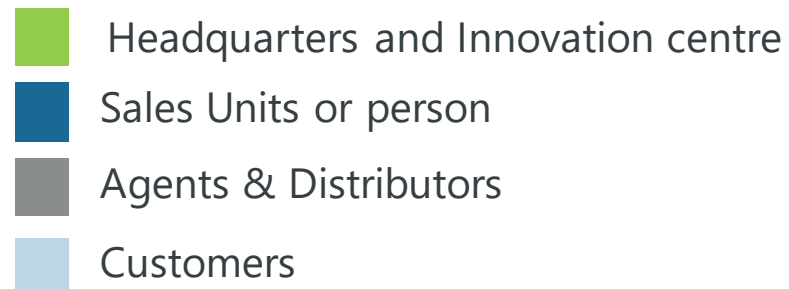 Headquarters and Innovation centre
Sales Units or person
Agents & Distributors
Customers